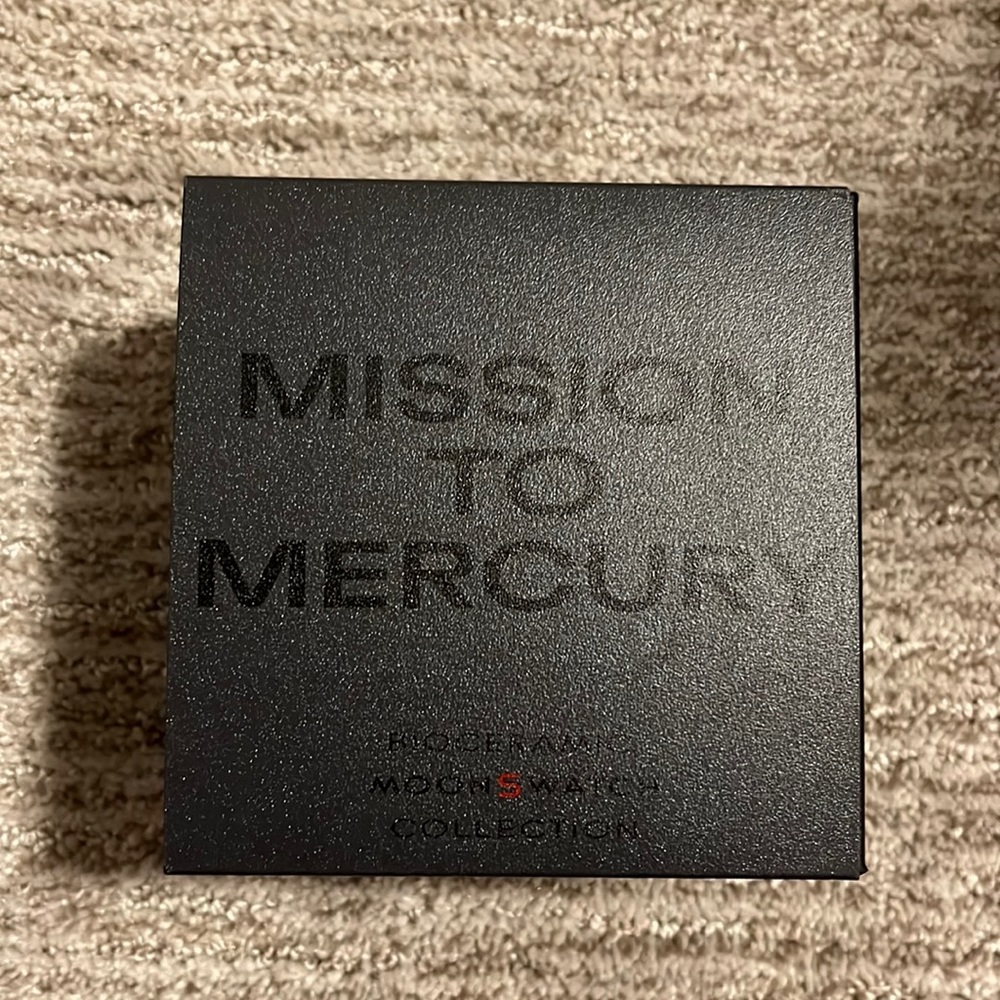 MISSION
TO
MERCURY
BIOCERAMIC
MOONSWATCH
COLLECTION